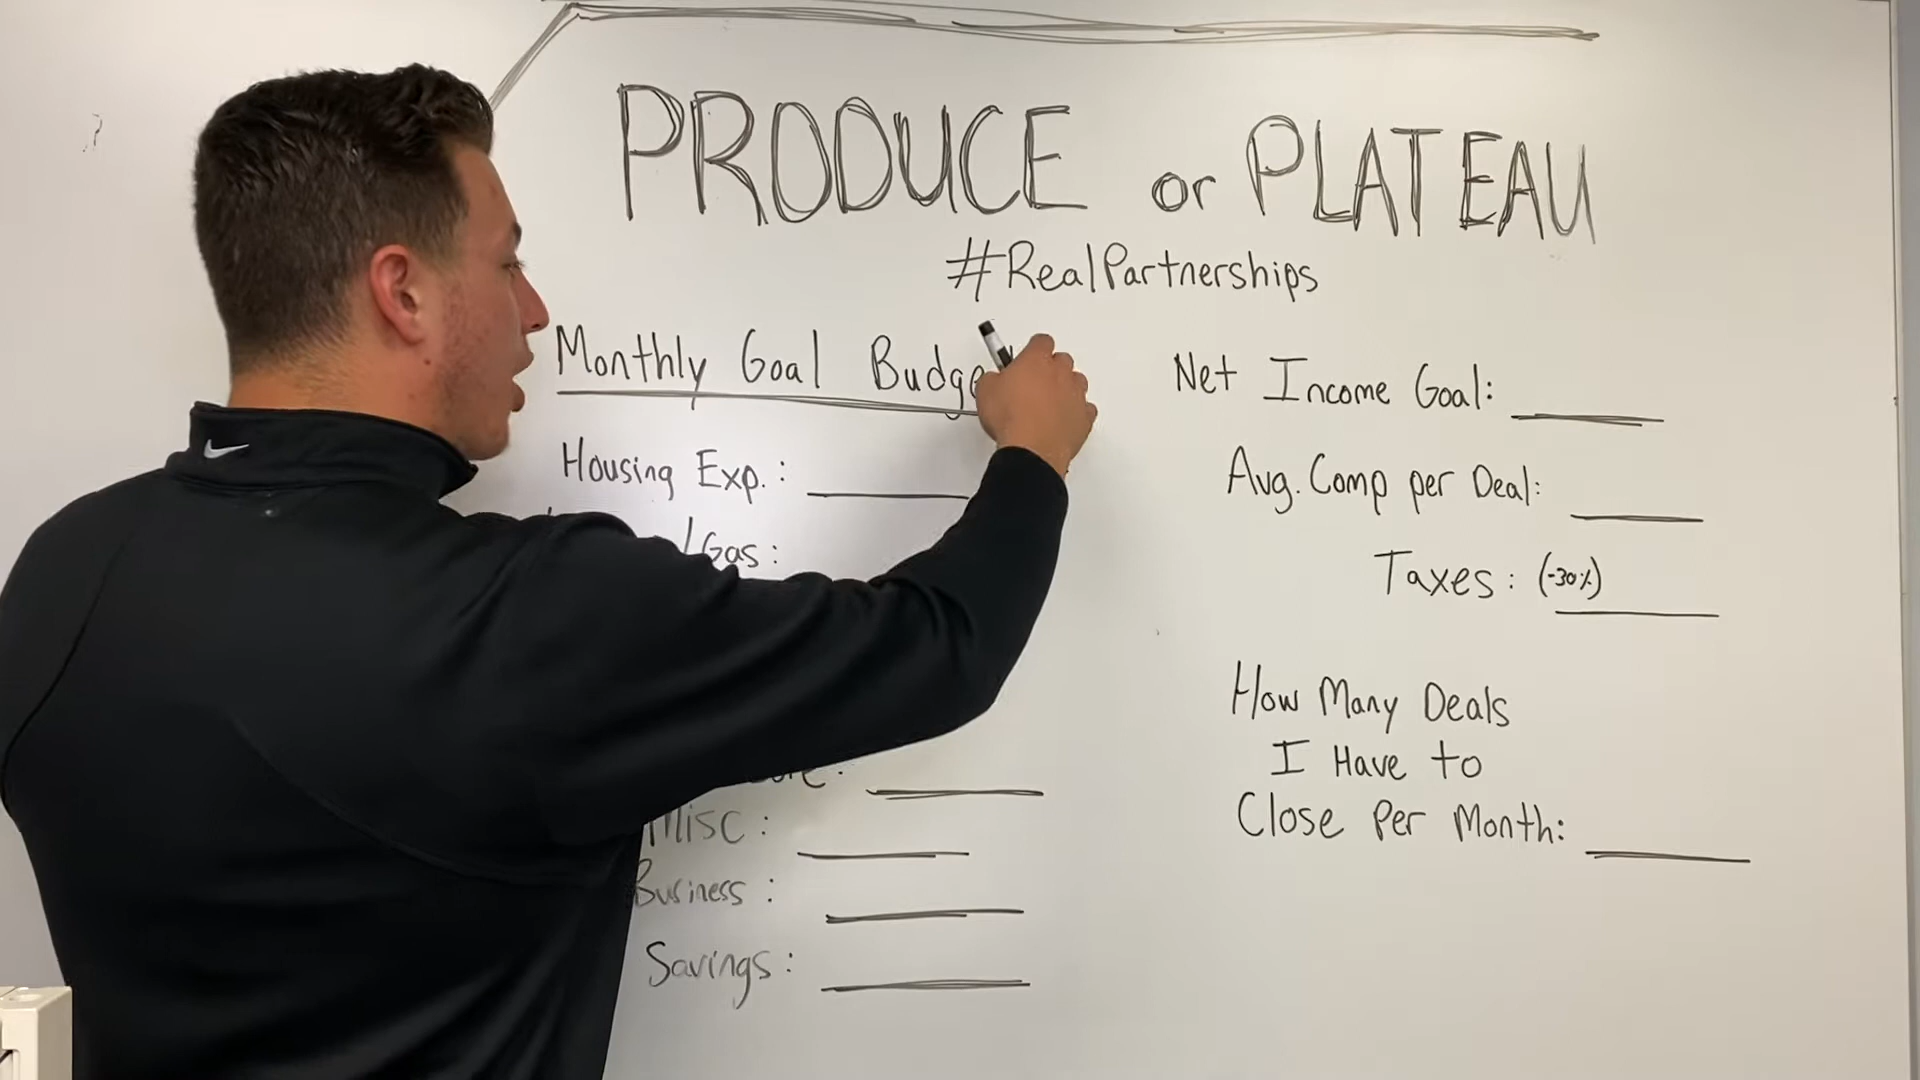 PRODUCE or PLATEAU
#RealPartnerships
Monthly Goal
Housing Exp.:
/Gas:
Misc:
Business:
Savings:
Net Income Goal:
Avg. Comp per Deal:
Taxes: (-30%)
How Many Deals
I Have to
Close Per Month: